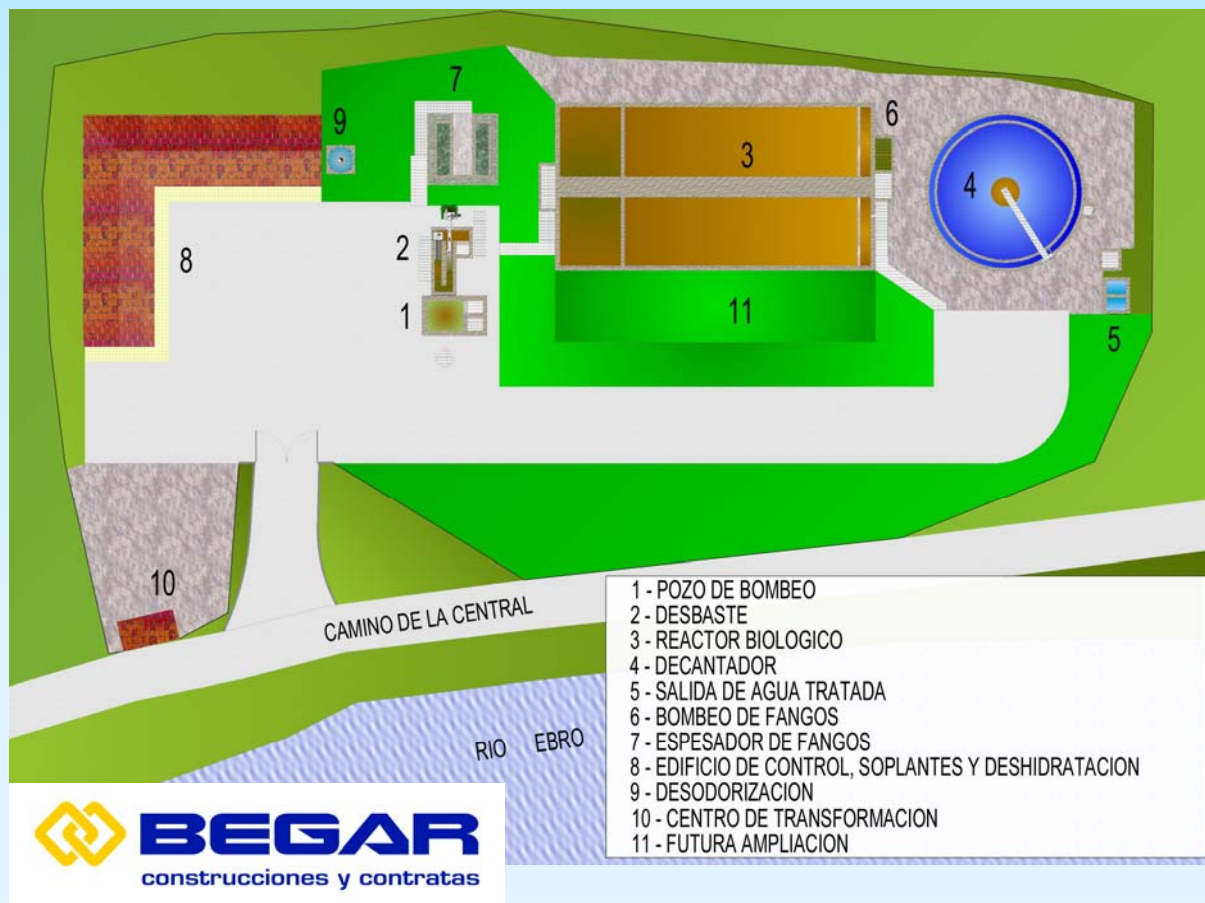 7
9
6
3
4
2
8
1
11
5
10
CAMINO DE LA CENTRAL
RIO EBRO
1 - POZO DE BOMBEO
2 - DESBASTE
3 - REACTOR BIOLOGICO
4 - DECANTADOR
5 - SALIDA DE AGUA TRATADA
6 - BOMBEO DE FANGOS
7 - ESPESADOR DE FANGOS
8 - EDIFICIO DE CONTROL, SOPLANTES Y DESHIDRATACION
9 - DESODORIZACION
10 - CENTRO DE TRANSFORMACION
11 - FUTURA AMPLIACION
BEGAR
construcciones y contratas